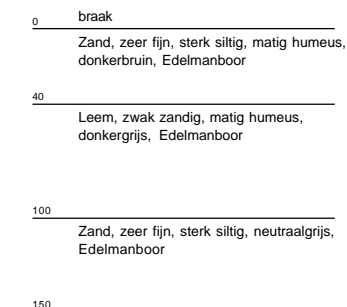 braak
0
Zand, zeer fijn, sterk siltig, matig humeus,
donkerbruin, Edelmanboor
40
Leem, zwak zandig, matig humeus,
donkergrijs, Edelmanboor
100
Zand, zeer fijn, sterk siltig, neutraalgrijs,
Edelmanboor
150